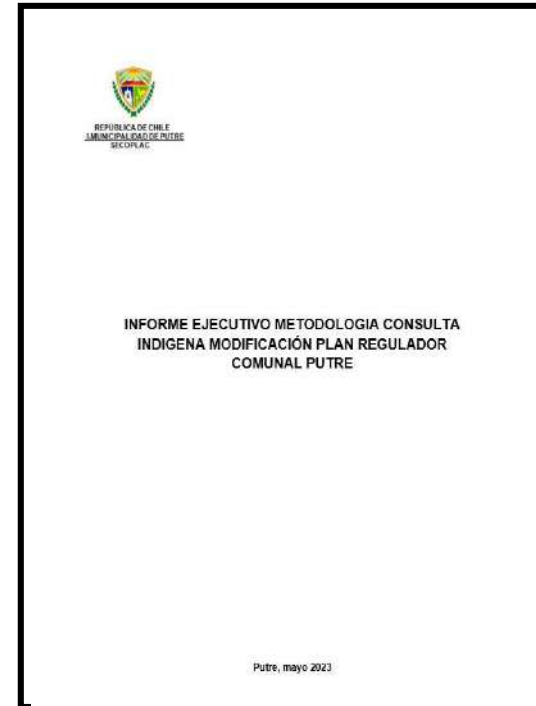 REPÚBLICA DE CHILE
I.MUNICIPALIDAD DE PUTRE
SECOPLAC
INFORME EJECUTIVO METODOLOGIA CONSULTA
INDIGENA MODIFICACIÓN PLAN REGULADOR
COMUNAL PUTRE
Putre, mayo 2023